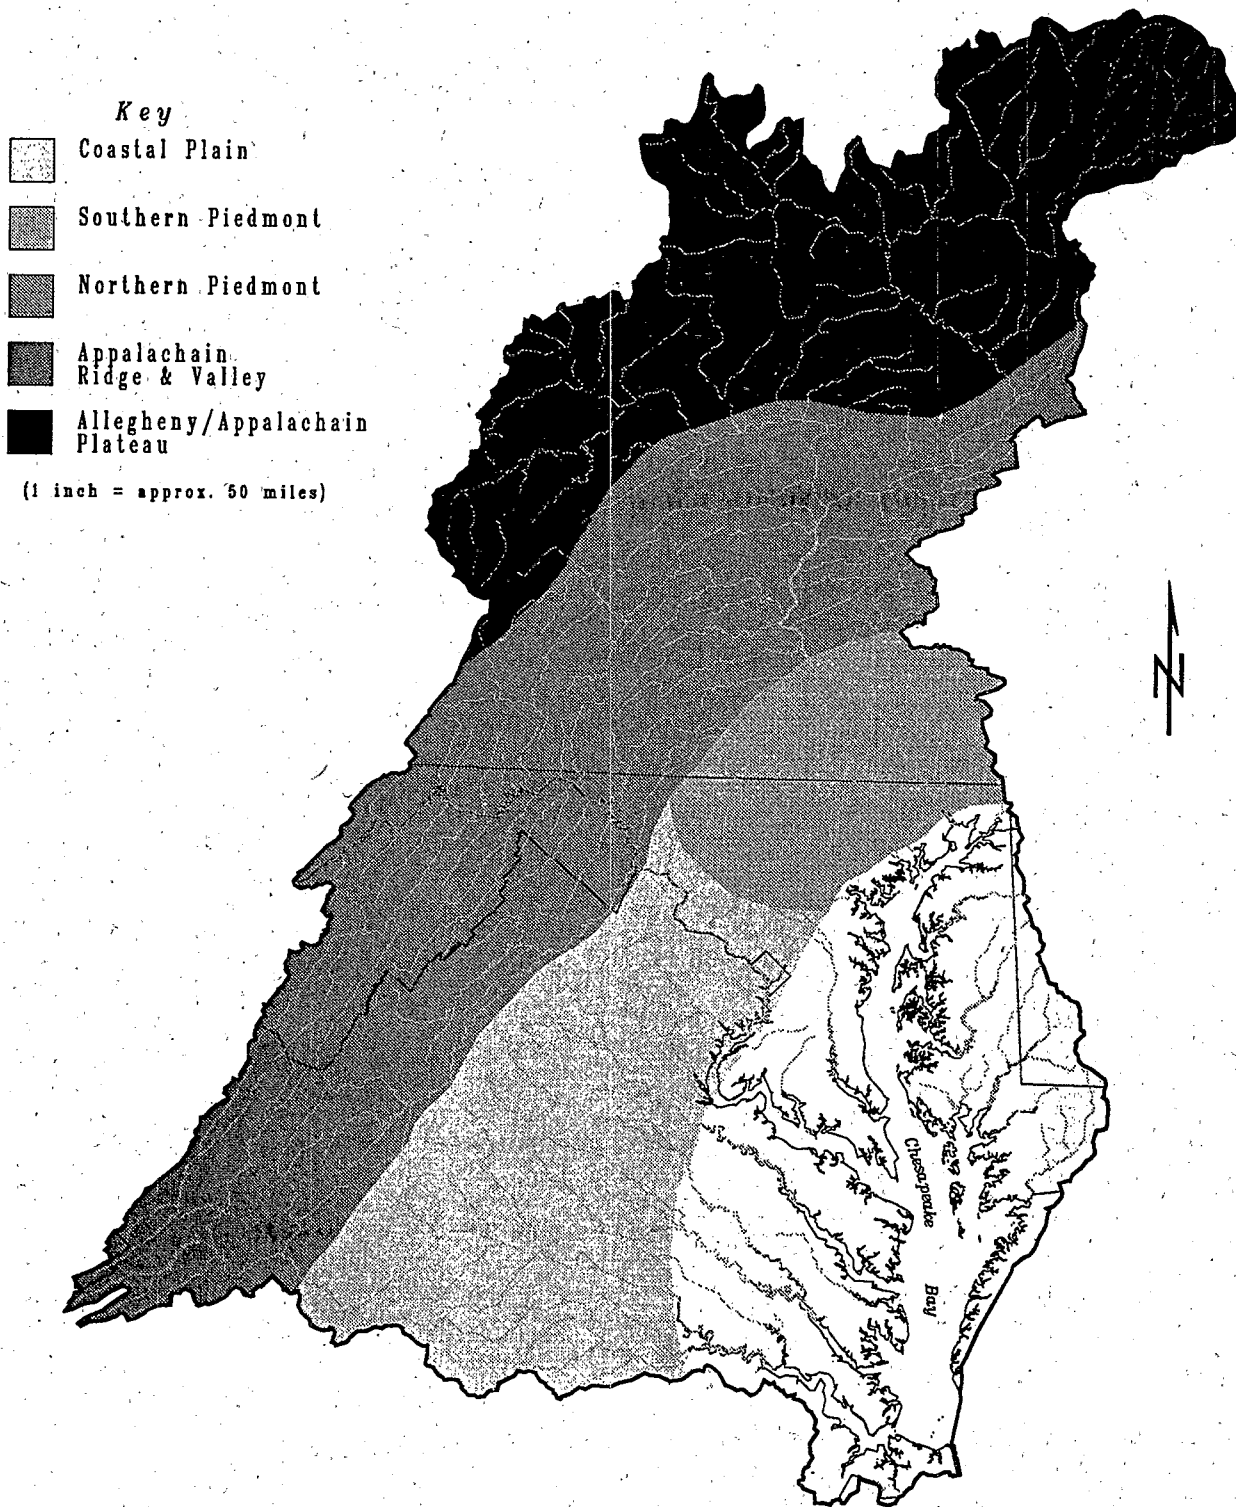 Key
Coastal Plain
Southern Piedmont
Northern Piedmont
Appalachain
Ridge & Valley
Allegheny/Appalachain
Plateau
(1 inch = approx. 50 miles)
N
Chesapeake
Bay